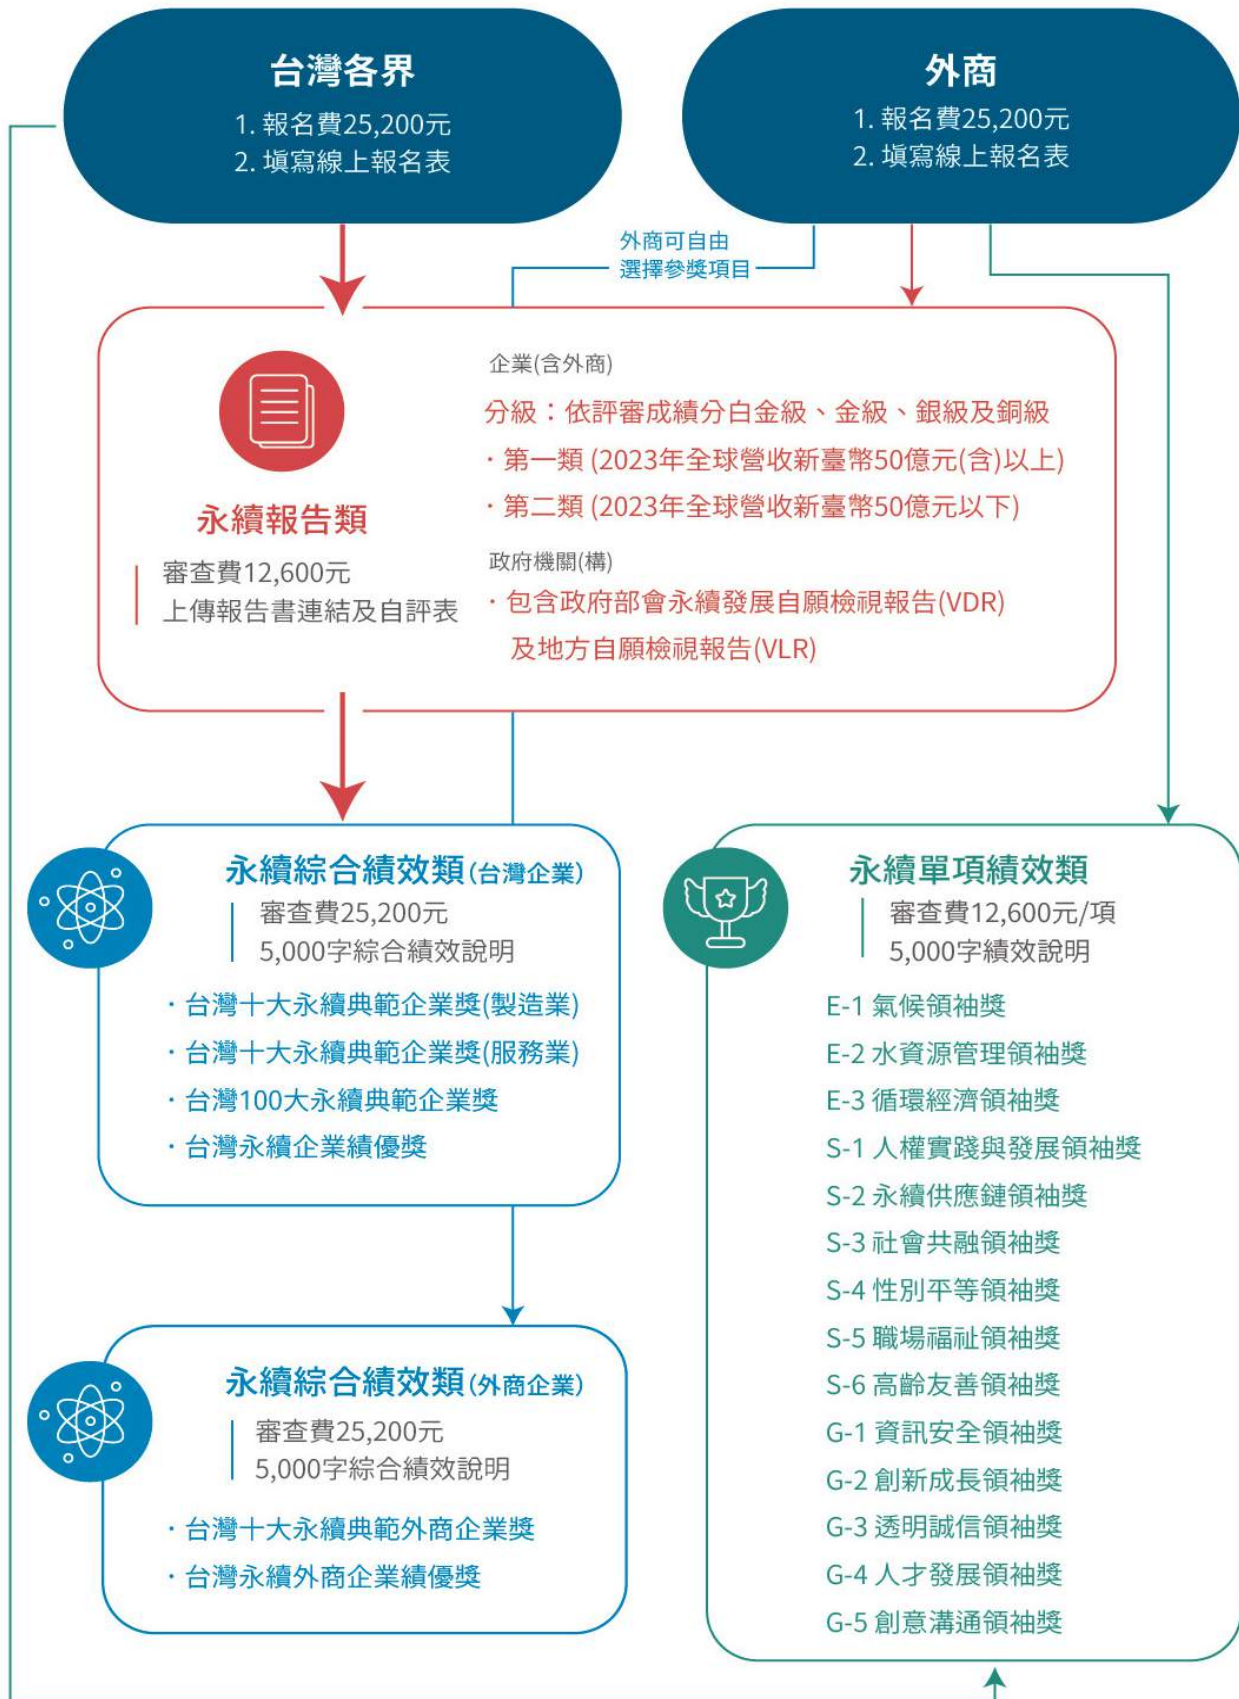 台灣各界
1. 報名費25,200元
2. 填寫線上報名表
外商
1. 報名費25,200元
2. 填寫線上報名表
外商可自由
選擇參獎項目
永續報告類
審查費12,600元
上傳報告書連結及自評表
企業(含外商)
分級：依評審成績分白金級、金級、銀級及銅級
・第一類 (2023年全球營收新臺幣50億元(含)以上)
・第二類 (2023年全球營收新臺幣50億元以下)
政府機關(構)
・包含政府部會永續發展自願檢視報告(VDR)
及地方自願檢視報告(VLR)
永續綜合績效類(台灣企業)
審查費25,200元
5,000字綜合績效說明
・台灣十大永續典範企業獎(製造業)
・台灣十大永續典範企業獎(服務業)
・台灣100大永續典範企業獎
・台灣永續企業績優獎
永續綜合績效類(外商企業)
審查費25,200元
5,000字綜合績效說明
・台灣十大永續典範外商企業獎
・台灣永續外商企業績優獎
永續單項績效類
審查費12,600元/項
5,000字績效說明
E-1 氣候領袖獎
E-2 水資源管理領袖獎
E-3 循環經濟領袖獎
S-1 人權實踐與發展領袖獎
S-2 永續供應鏈領袖獎
S-3 社會共融領袖獎
S-4 性別平等領袖獎
S-5 職場福祉領袖獎
S-6 高齡友善領袖獎
G-1 資訊安全領袖獎
G-2 創新成長領袖獎
G-3 透明誠信領袖獎
G-4 人才發展領袖獎
G-5 創意溝通領袖獎